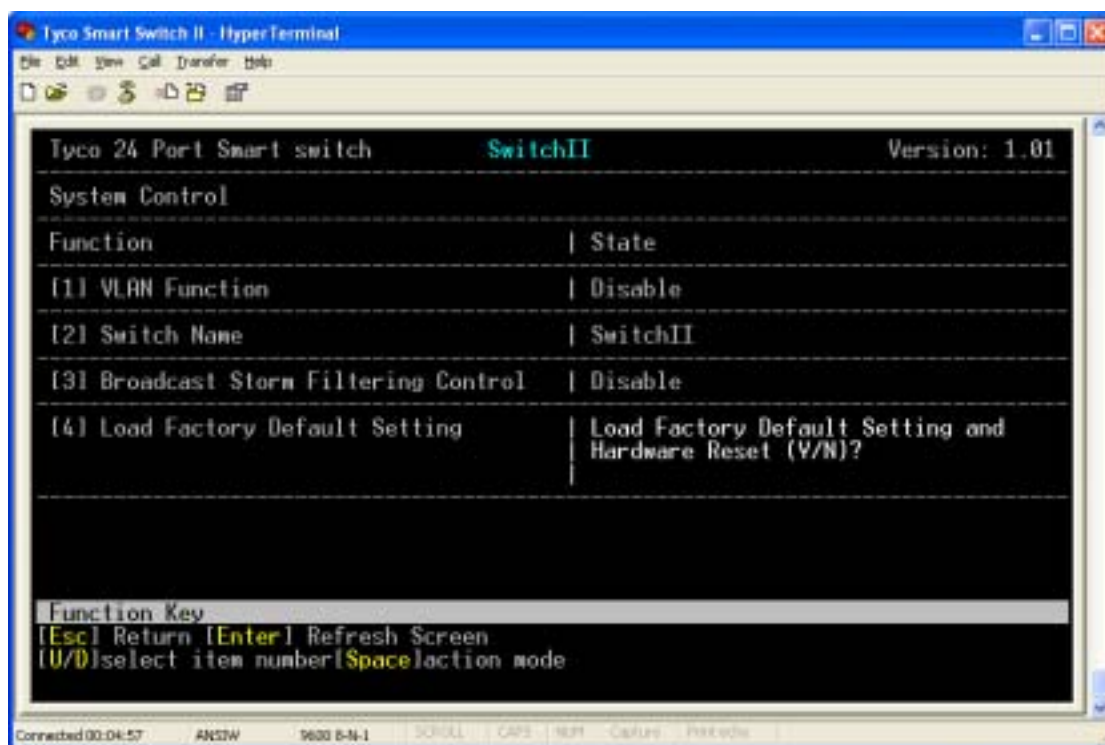 Tyco Smart Switch II - HyperTerminal
File Edit View Call Transfer Help
Tyco 24 Port Smart switch SwitchII Version: 1.01
System Control
Function | State
[1] VLAN Function | Disable
[2] Switch Name | SwitchII
[3] Broadcast Storm Filtering Control | Disable
[4] Load Factory Default Setting | Load Factory Default Setting and
| Hardware Reset (Y/N)?
|
Function Key
[Esc] Return [Enter] Refresh Screen
[U/D]select item number[Space]action mode
Connected 00:04:57 ANSIW 9600 8-N-1 SCROLL CAPS NUM Capture Print echo